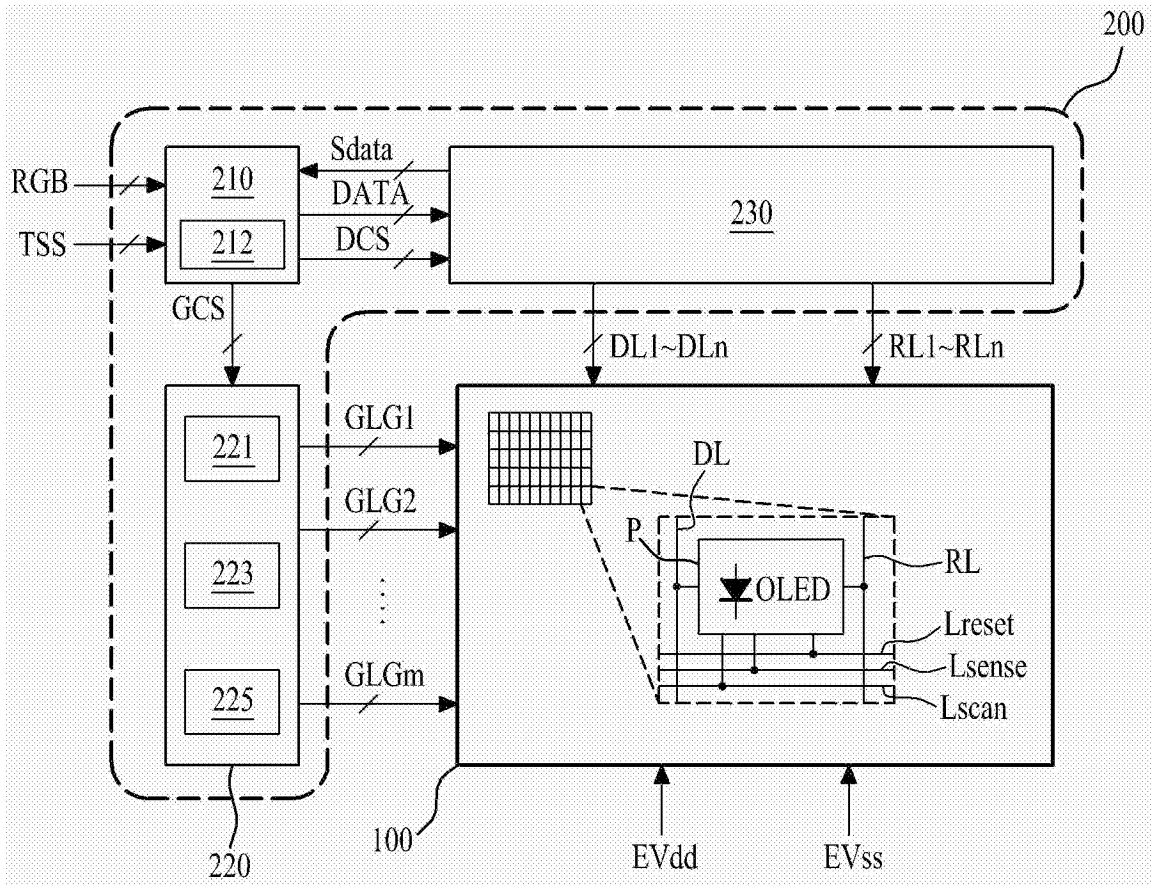 200
Sdata
RGB
210
DATA
230
TSS
212
DCS
GCS
DL1~DLn
RL1~RLn
GLG1
221
DL
GLG2
P
223
OLED
RL
Lreset
Lsense
GLGm
225
Lscan
100
220
EVdd
EVss